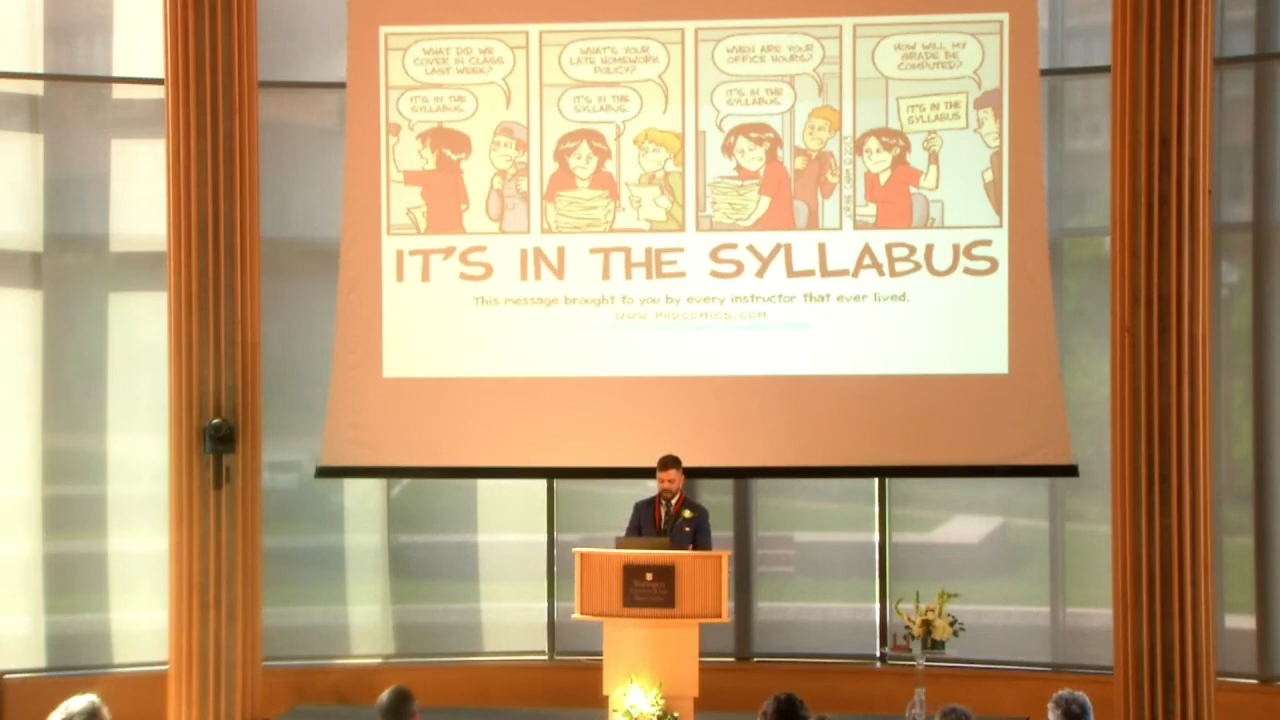 WHAT DID WE
COVER IN CLASS
LAST WEEK?
IT'S IN THE
SYLLABUS.
WHAT'S YOUR
LATE HOMEWORK
POLICY?
IT'S IN THE
SYLLABUS.
WHEN ARE YOUR
OFFICE HOURS?
IT'S IN THE
SYLLABUS.
HOW WILL MY
GRADE BE
COMPUTED?
IT'S IN THE
SYLLABUS
JORGE CHAM © 2013
IT'S IN THE SYLLABUS
This message brought to you by every instructor that ever lived.
WWW.PHDCOMICS.COM